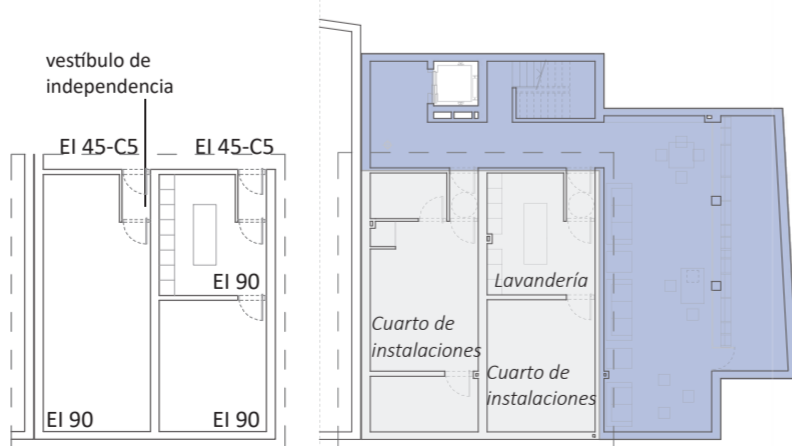 vestíbulo de
independencia
EI 45-C5
EI 45-C5
EI 90
EI 90
EI 90
Lavandería
Cuarto de
instalaciones
Cuarto de
instalaciones